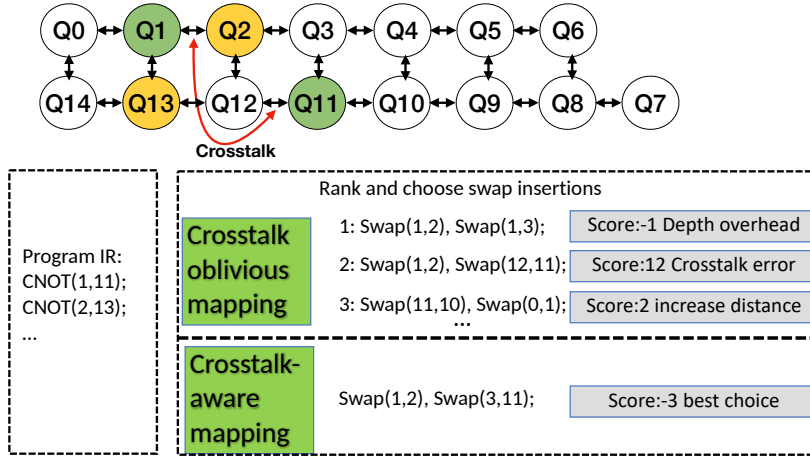 Q0 Q1 Q2 Q3 Q4 Q5 Q6
Q14 Q13 Q12 Q11 Q10 Q9 Q8 Q7
Crosstalk
Program IR:
CNOT(1,11);
CNOT(2,13);
...
Rank and choose swap insertions
Crosstalk
oblivious
mapping
1: Swap(1,2), Swap(1,3);
Score:-1 Depth overhead
2: Swap(1,2), Swap(12,11);
Score:12 Crosstalk error
3: Swap(11,10), Swap(0,1);
Score:2 increase distance
...
Crosstalk-
aware
mapping
Swap(1,2), Swap(3,11);
Score:-3 best choice